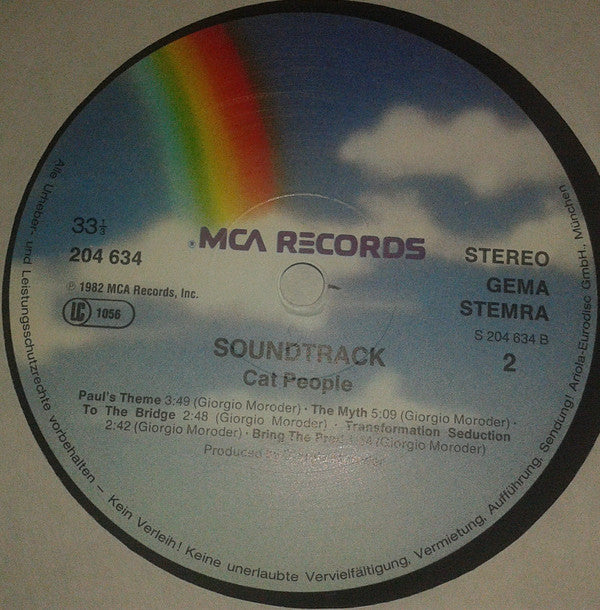 33⅓
204 634
℗ 1982 MCA Records, Inc.
LC 1056
® MCA RECORDS
STEREO
GEMA
STEMRA
S 204 634 B
2
SOUNDTRACK
Cat People
Paul's Theme 3:49 (Giorgio Moroder) · The Myth 5:09 (Giorgio Moroder) ·
To The Bridge 2:48 (Giorgio Moroder) · Transformation Seduction
2:42 (Giorgio Moroder) · Bring The (Giorgio Moroder)
Produced by
Alle Urheber- und Leistungsschutzrechte vorbehalten – Kein Verleih! Keine unerlaubte Vervielfältigung, Vermietung, Aufführung, Sendung! Ariola-Eurodisc GmbH., München